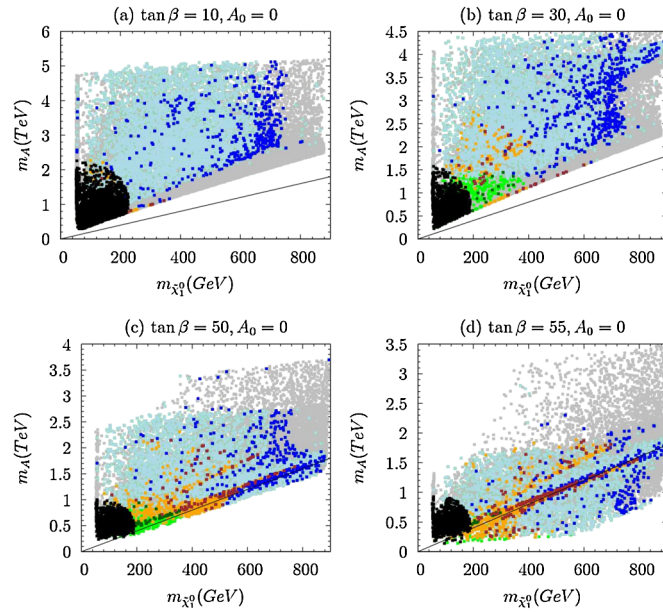 (a) tan β = 10, A₀ = 0
m_A(TeV)
6
5
4
3
2
1
0
0 200 400 600 800
m_χ̃₁⁰(GeV)
(b) tan β = 30, A₀ = 0
m_A(TeV)
4.5
4
3.5
3
2.5
2
1.5
1
0.5
0
0 200 400 600 800
m_χ̃₁⁰(GeV)
(c) tan β = 50, A₀ = 0
m_A(TeV)
4
3.5
3
2.5
2
1.5
1
0.5
0
0 200 400 600 800
m_χ̃₁⁰(GeV)
(d) tan β = 55, A₀ = 0
m_A(TeV)
3.5
3
2.5
2
1.5
1
0.5
0
0 200 400 600 800
m_χ̃₁⁰(GeV)